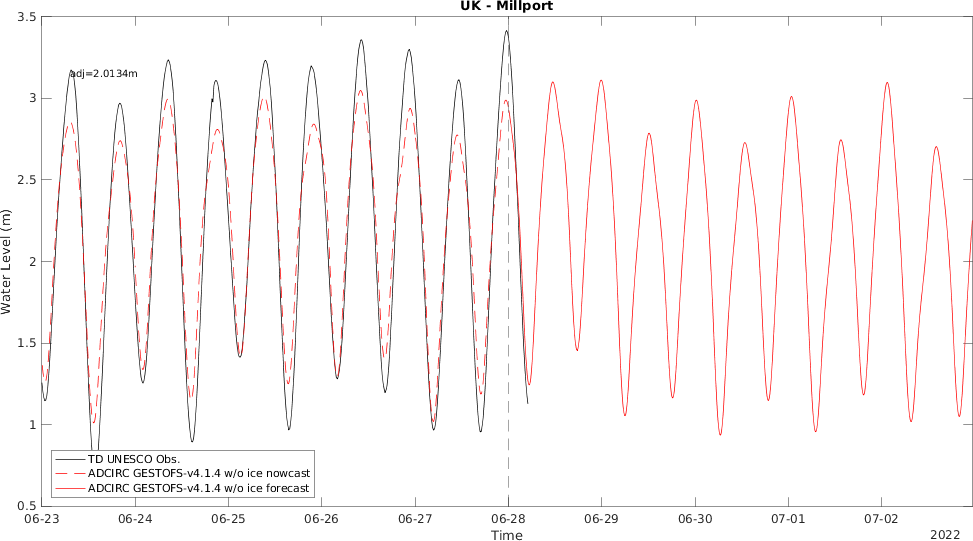 UK - Millport
3.5
3
2.5
2
1.5
1
0.5
Water Level (m)
adj=2.0134m
TD UNESCO Obs.
ADCIRC GESTOFS-v4.1.4 w/o ice nowcast
ADCIRC GESTOFS-v4.1.4 w/o ice forecast
06-23 06-24 06-25 06-26 06-27 06-28 06-29 06-30 07-01 07-02
Time
2022